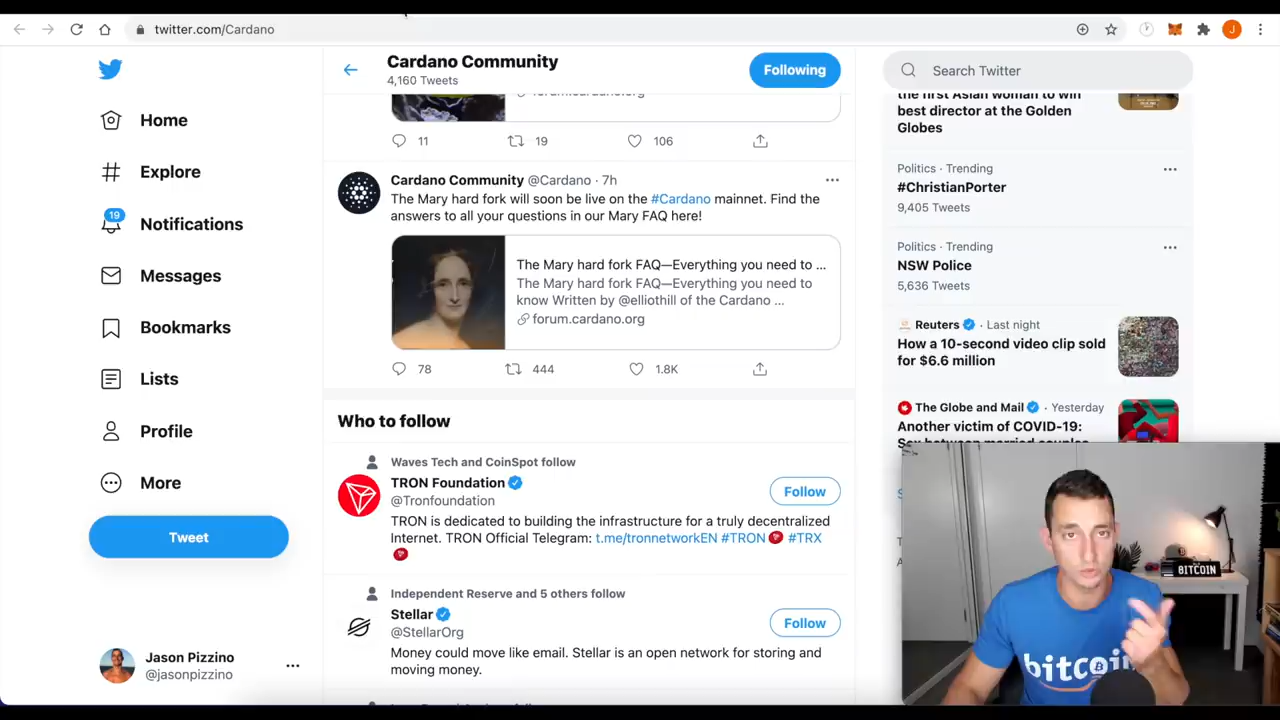 twitter.com/Cardano
J
Home
Explore
19
Notifications
Messages
Bookmarks
Lists
Profile
More
Tweet
Jason Pizzino
@jasonpizzino
Cardano Community
4,160 Tweets
Following
forum.cardano.org
11
19
106
Cardano Community @Cardano · 7h
The Mary hard fork will soon be live on the #Cardano mainnet. Find the
answers to all your questions in our Mary FAQ here!
The Mary hard fork FAQ—Everything you need to ...
The Mary hard fork FAQ—Everything you need to
know Written by @elliothill of the Cardano ...
forum.cardano.org
78
444
1.8K
Who to follow
Waves Tech and CoinSpot follow
TRON Foundation
@Tronfoundation
Follow
TRON is dedicated to building the infrastructure for a truly decentralized
Internet. TRON Official Telegram: t.me/tronnetworkEN #TRON #TRX
Independent Reserve and 5 others follow
Stellar
@StellarOrg
Follow
Money could move like email. Stellar is an open network for storing and
moving money.
Search Twitter
the first Asian woman to win
best director at the Golden
Globes
Politics · Trending
#ChristianPorter
9,405 Tweets
Politics · Trending
NSW Police
5,636 Tweets
Reuters · Last night
How a 10-second video clip sold
for $6.6 million
The Globe and Mail · Yesterday
Another victim of COVID-19:
Sex between married couples
BITCOIN
bitcoin